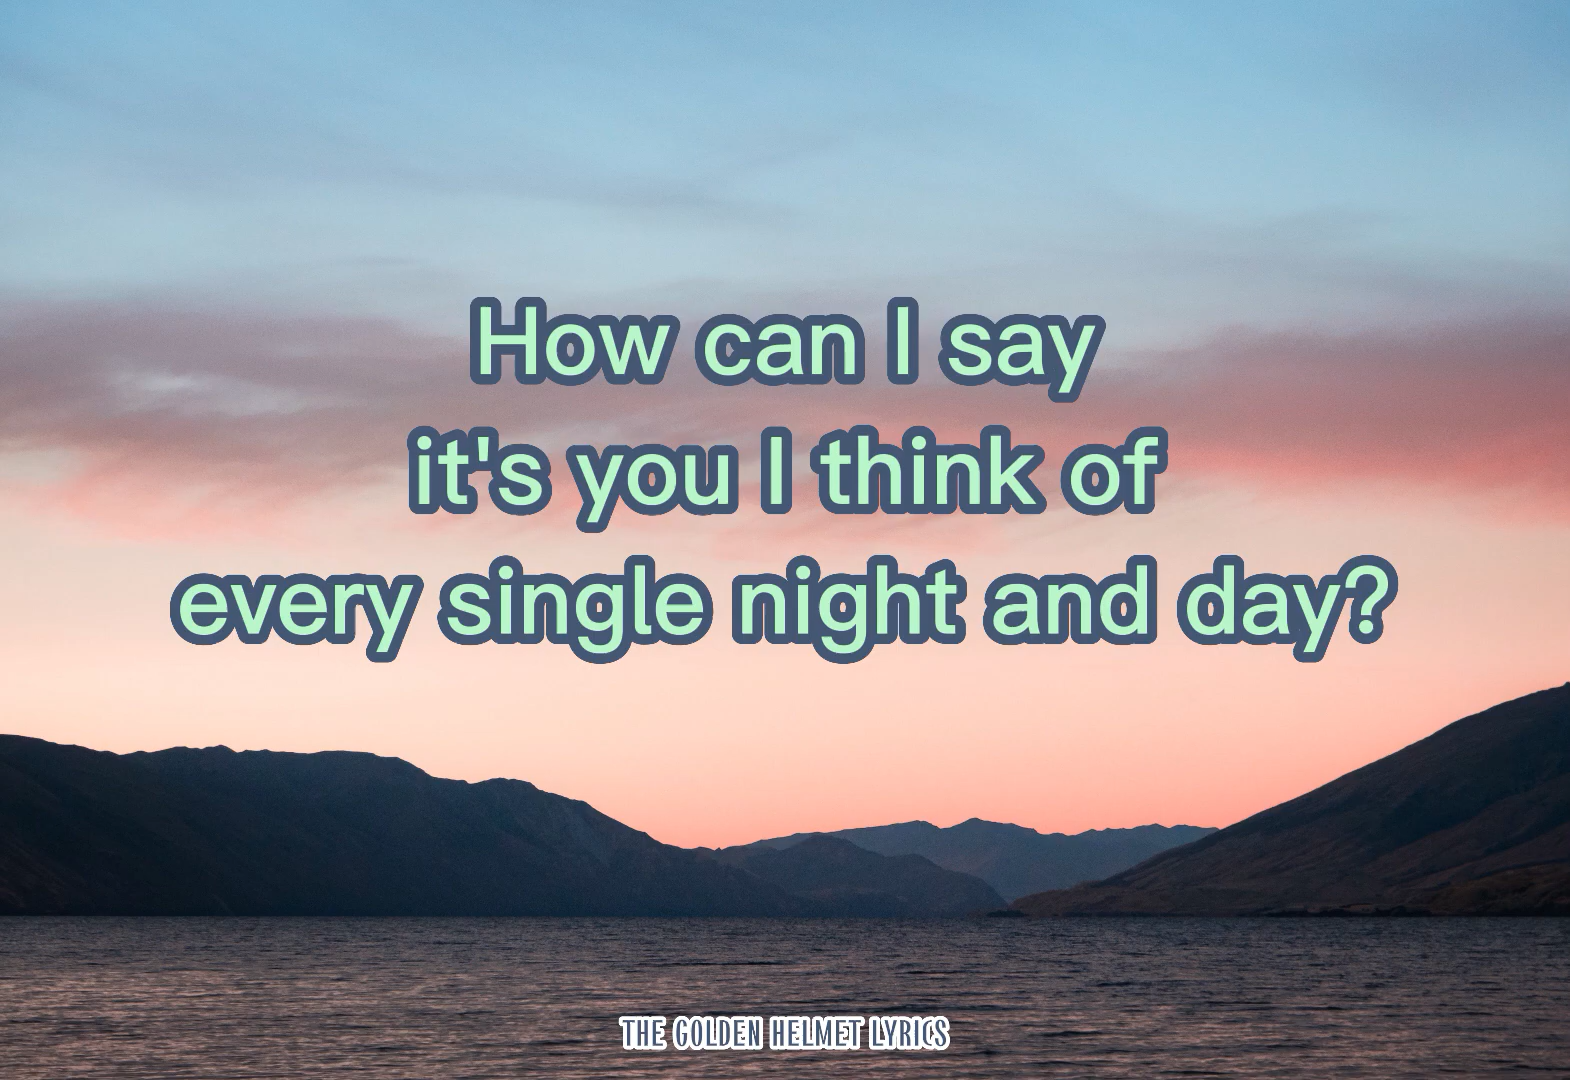 How can I say
it's you I think of
every single night and day?
THE GOLDEN HELMET LYRICS